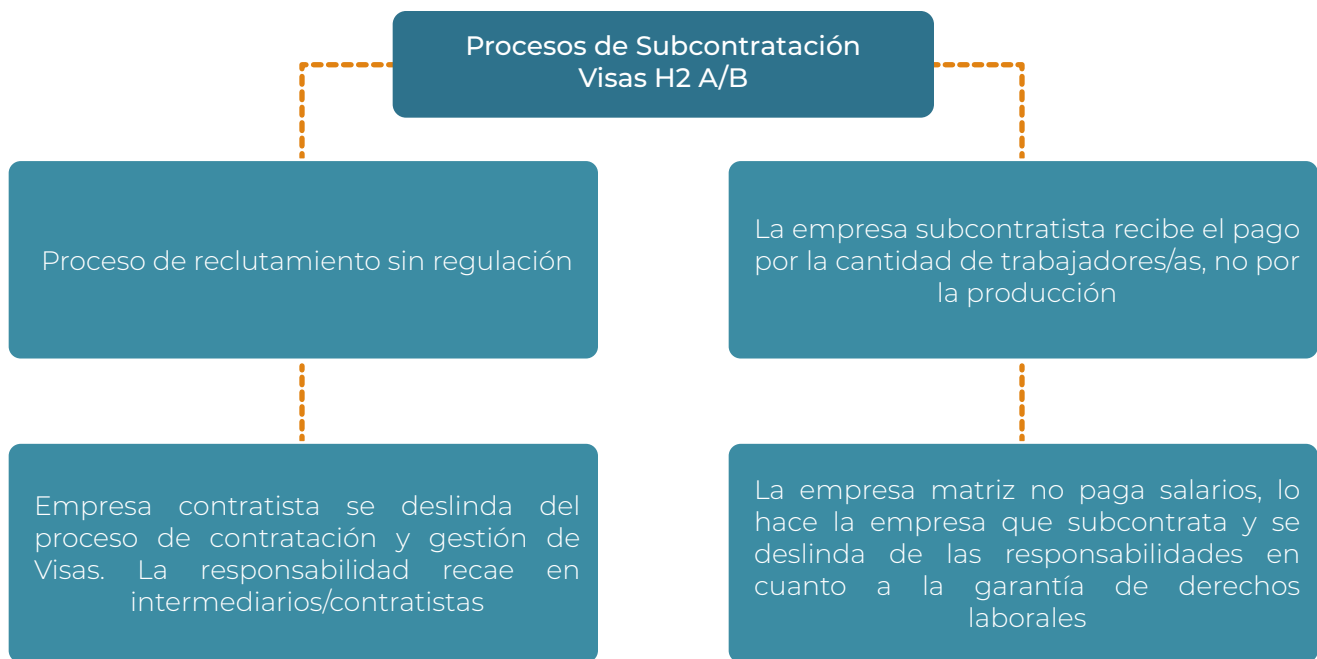 Procesos de Subcontratación
Visas H2 A/B
Proceso de reclutamiento sin regulación
La empresa subcontratista recibe el pago
por la cantidad de trabajadores/as, no por
la producción
Empresa contratista se deslinda del
proceso de contratación y gestión de
Visas. La responsabilidad recae en
intermediarios/contratistas
La empresa matriz no paga salarios, lo
hace la empresa que subcontrata y se
deslinda de las responsabilidades en
cuanto a la garantía de derechos
laborales